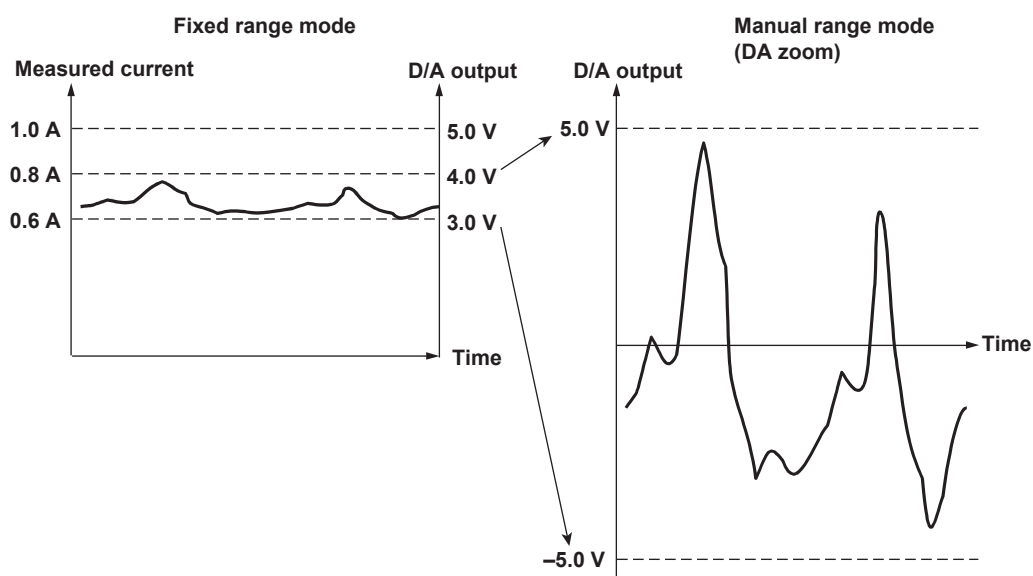 Fixed range mode
Measured current
D/A output
1.0 A
0.8 A
0.6 A
5.0 V
4.0 V
3.0 V
Time
Manual range mode
(DA zoom)
D/A output
5.0 V
Time
–5.0 V